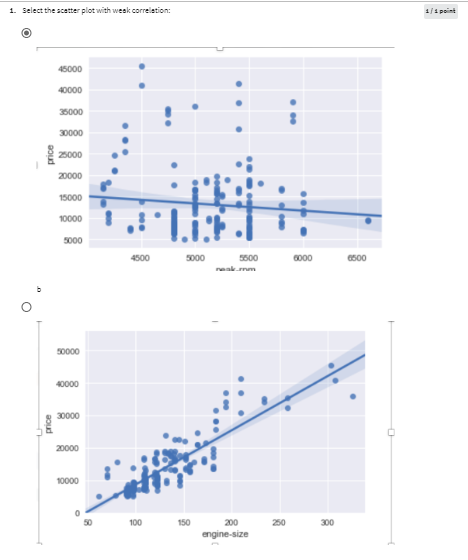 1. Select the scatter plot with weak correlation:
1 / 1 point
45000
40000
35000
30000
25000
20000
15000
10000
5000
price
4500 5000 5500 6000 6500
peak-rpm
b
50000
40000
30000
20000
10000
0
price
50 100 150 200 250 300
engine-size